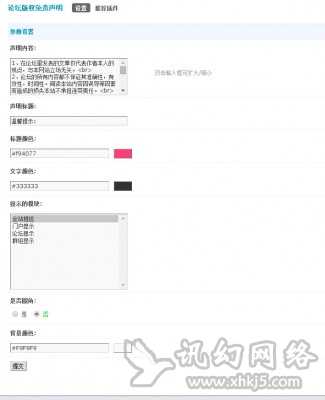 论坛版权免责声明 设置 推荐插件
参数设置
声明内容:
1、在论坛里发表的文章仅代表作者本人的
观点,与本网站立场无关。<br>
2、论坛的所有内容都不保证其准确性,有
效性,时间性。阅读本站内容因误导等因素
而造成的损失本站不承担连带责任。<br>
双击输入框可扩大/缩小
声明标题:
温馨提示:
标题颜色:
#f94077
文字颜色:
#333333
显示的模块:
全站通用
门户显示
论坛显示
群组显示
是否圆角:
是 否
背景颜色:
#F9F9F9
提交
讯幻网络
www.xhkj5.com